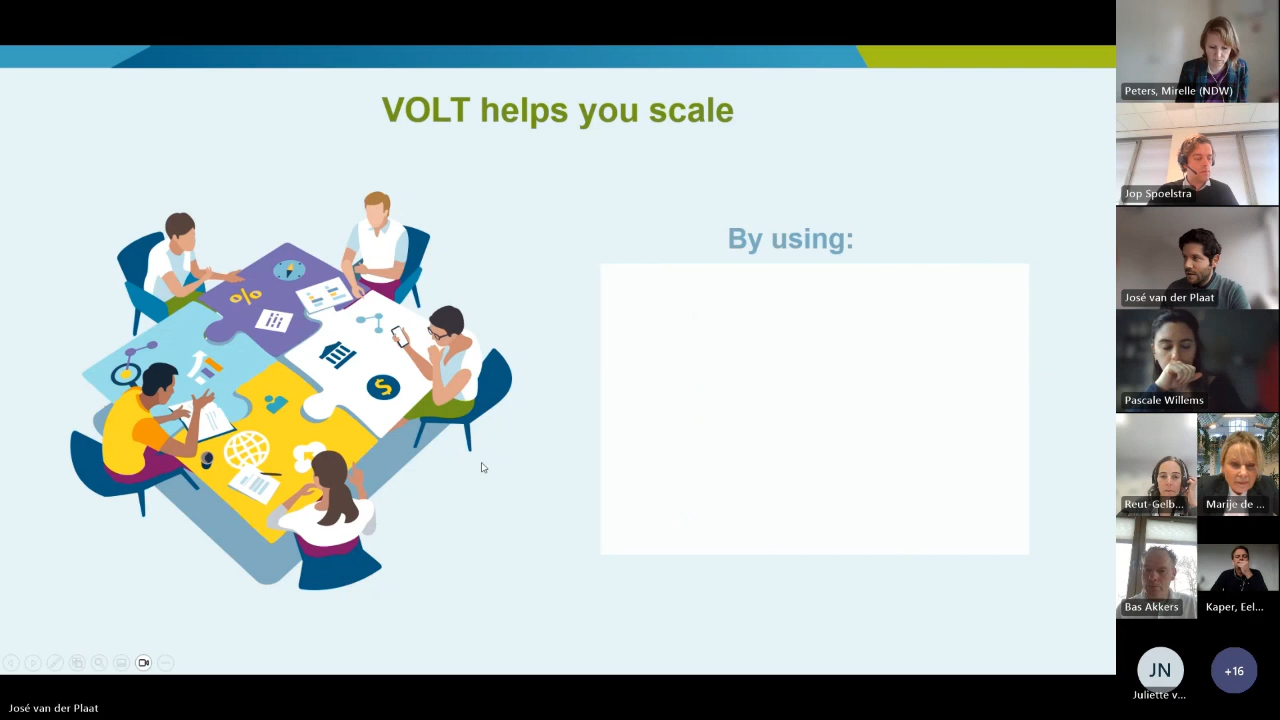 VOLT helps you scale
By using:
%
$
José van der Plaat
Peters, Mirelle (NDW)
Jop Spoelstra
José van der Plaat
Pascale Willems
Reut-Gelb...
Marije de ...
Bas Akkers
Kaper, Eel...
JN
+16
Juliette v...